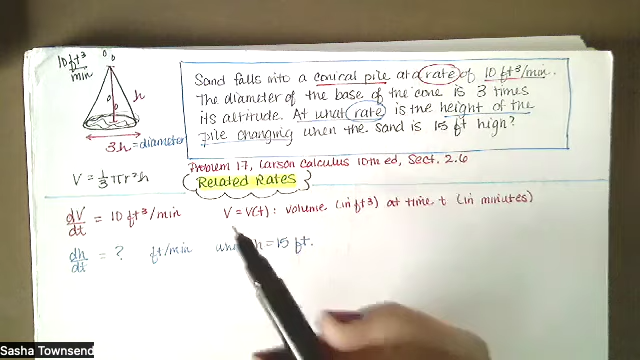 10 ft³/min
h
3h = diameter
V = 1/3 πr²h
Sand falls into a conical pile at a rate of 10 ft³/min.
The diameter of the base of the cone is 3 times
its altitude. At what rate is the height of the
pile changing when the sand is 15 ft high?
Problem 17, Larson Calculus 10th ed, Sect. 2.6
Related Rates
dV/dt = 10 ft³/min V = V(t): volume (in ft³) at time t (in minutes)
dh/dt = ? ft/min h = 15 ft.
Sasha Townsend